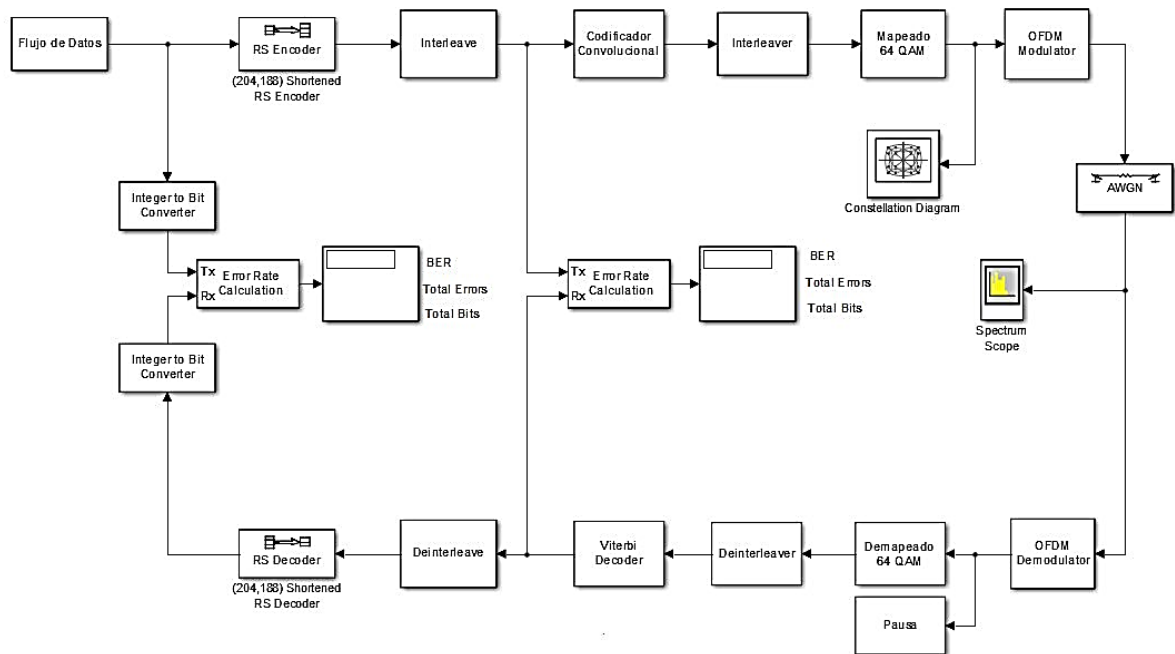 Flujo de Datos
RS Encoder
(204,188) Shortened
RS Encoder
Interleave
Codificador
Convolucional
Interleaver
Mapeado
64 QAM
OFDM
Modulator
Constellation Diagram
AWGN
Integer to Bit
Converter
Tx
Rx
Error Rate
Calculation
BER
Total Errors
Total Bits
Tx
Rx
Error Rate
Calculation
BER
Total Errors
Total Bits
Spectrum
Scope
Integer to Bit
Converter
RS Decoder
(204,188) Shortened
RS Decoder
Deinterleave
Viterbi
Decoder
Deinterleaver
Demapeado
64 QAM
OFDM
Demodulator
Pausa